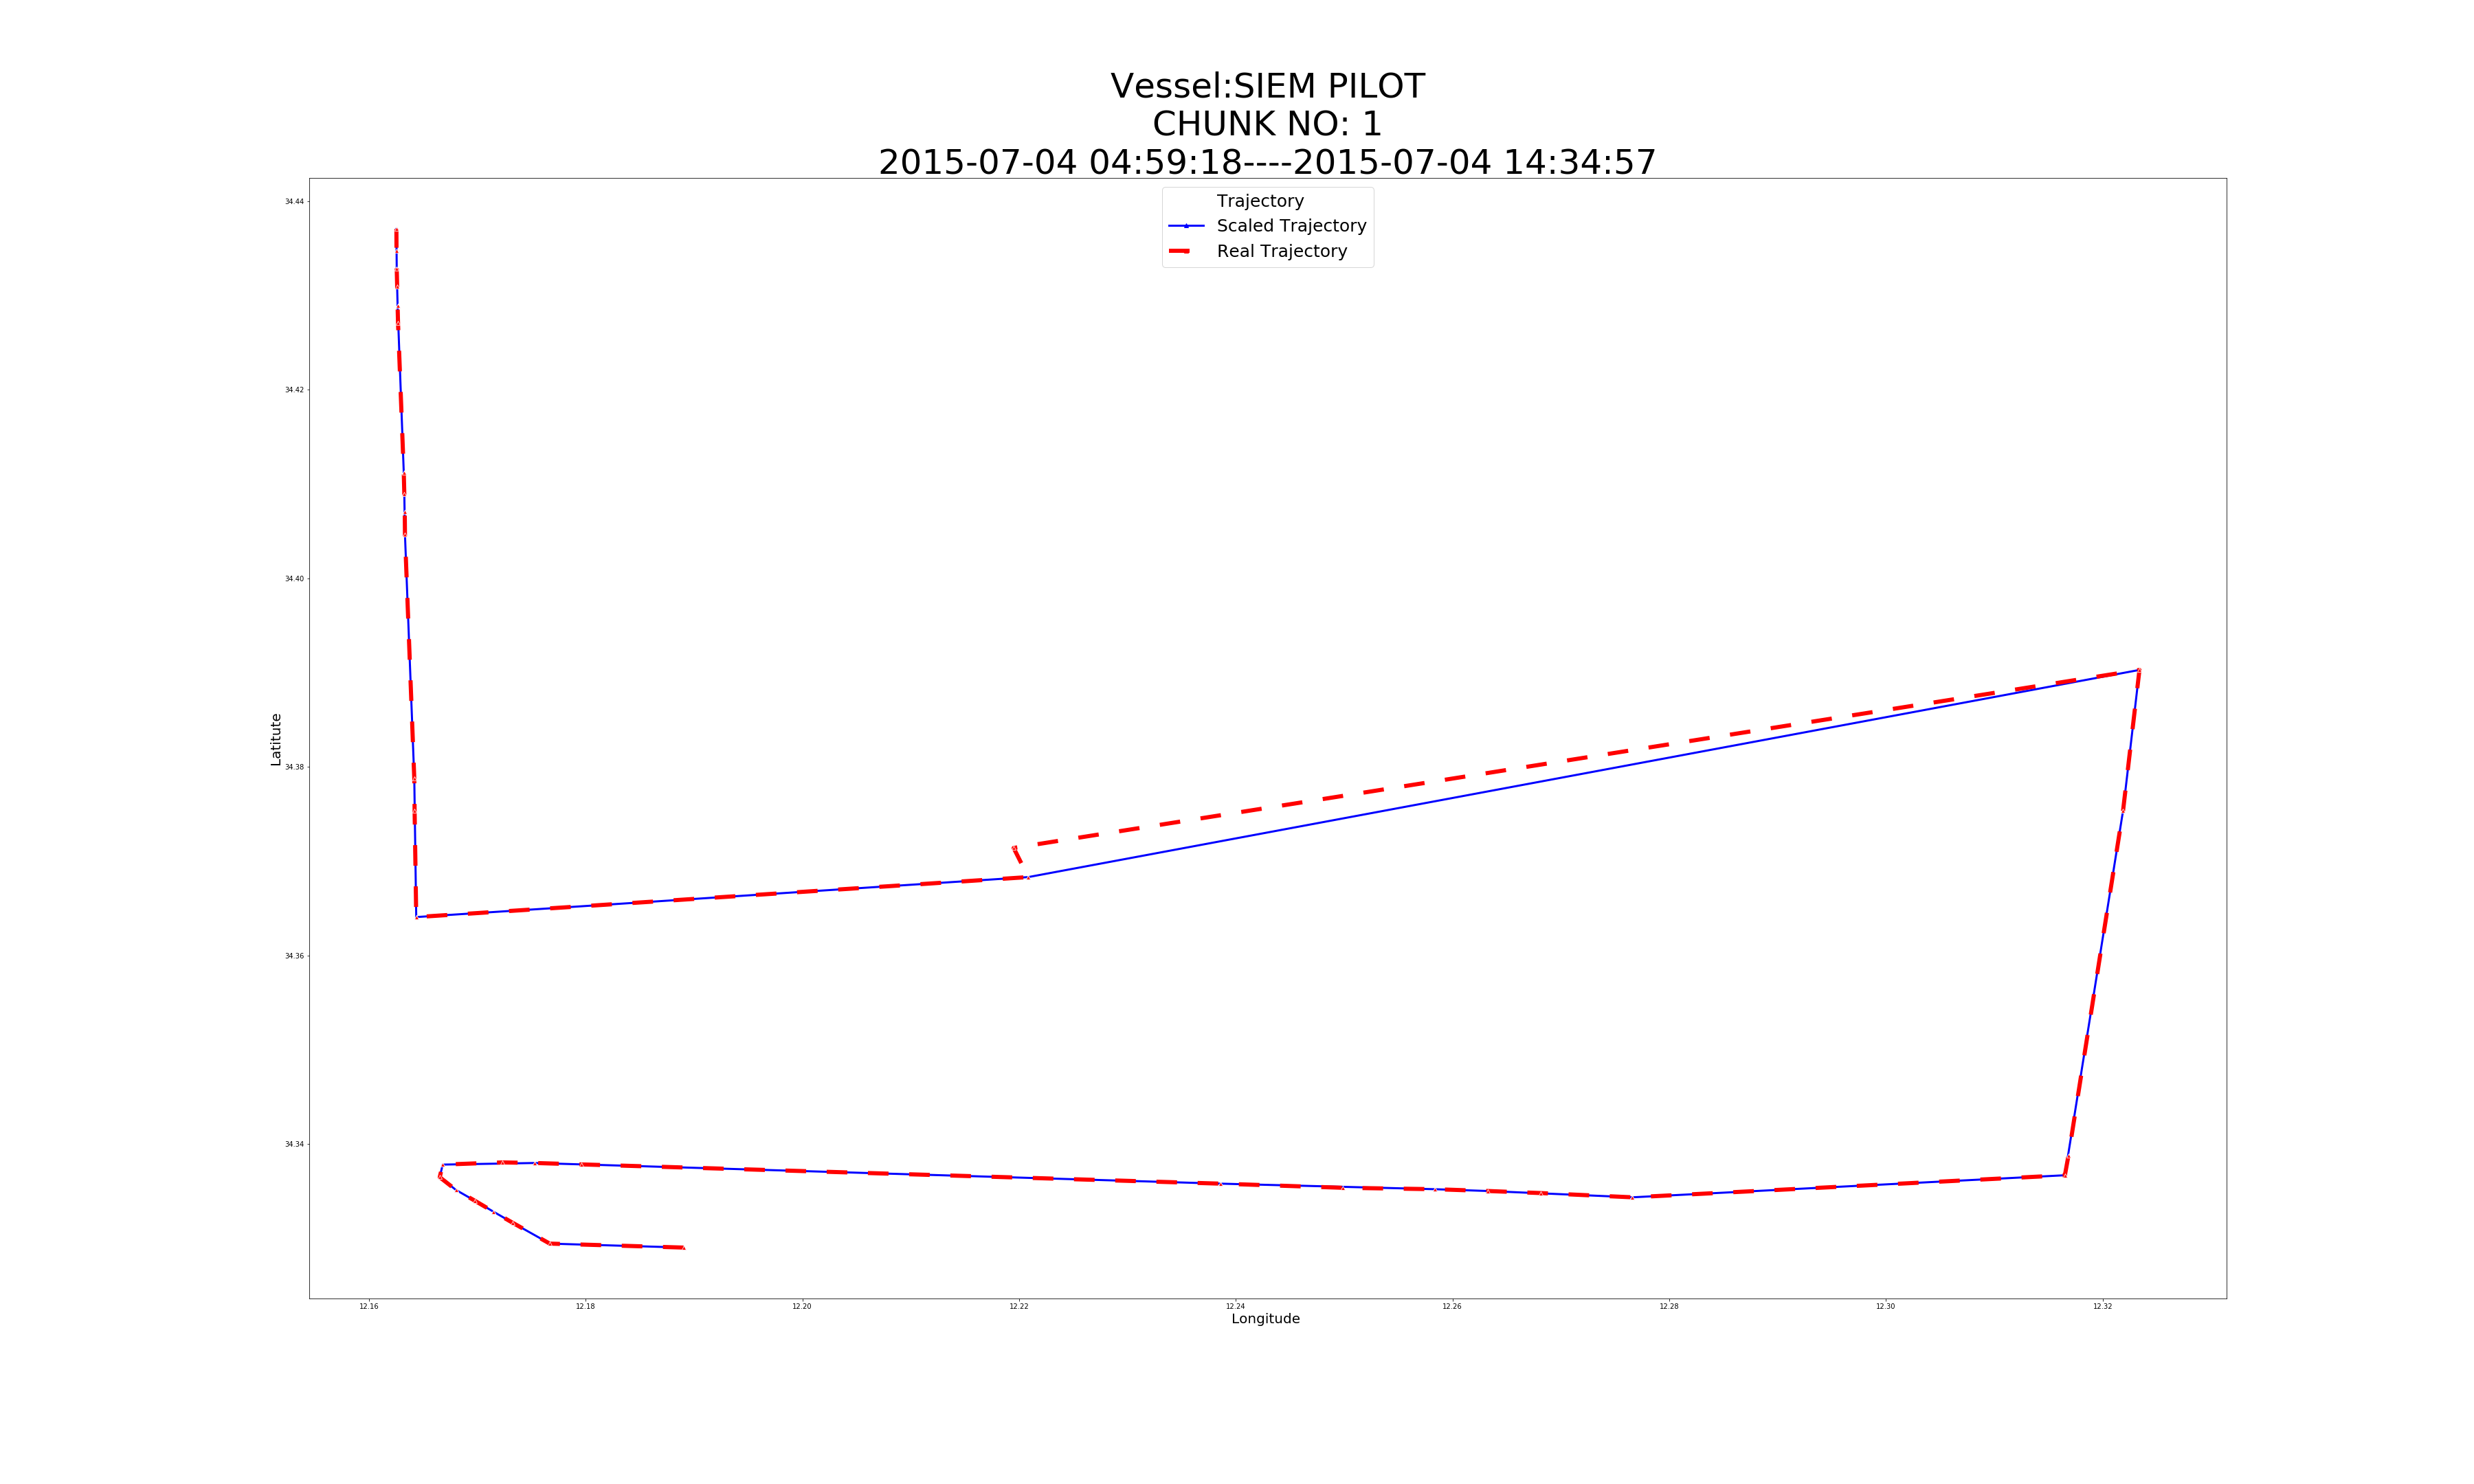 Vessel:SIEM PILOT
CHUNK NO: 1
2015-07-04 04:59:18----2015-07-04 14:34:57
Trajectory
Scaled Trajectory
Real Trajectory
34.44
34.42
34.40
34.38
34.36
34.34
Latitute
12.16 12.18 12.20 12.22 12.24 12.26 12.28 12.30 12.32
Longitude